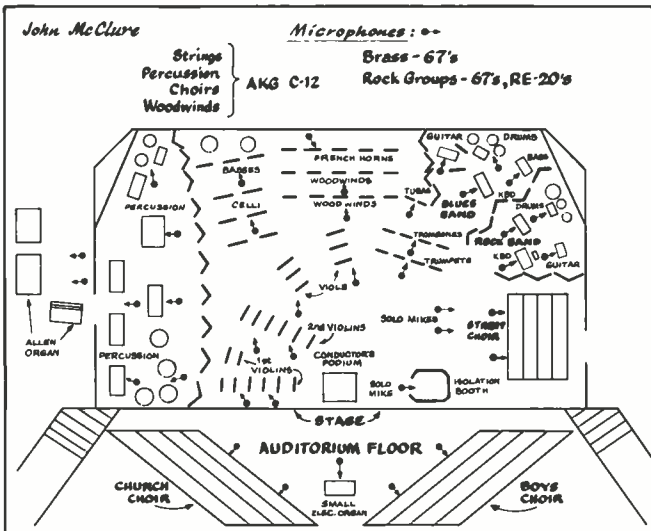 John McClure
Microphones:
Strings
Percussion
Choirs
Woodwinds
AKG C-12
Brass - 67's
Rock Groups - 67's, RE-20's
GUITAR
DRUMS
FRENCH HORNS
BASSES
BASS
WOODWINDS
KBD
PERCUSSION
CELLI
WOODWINDS
TUBAS
BLUES
BAND
DRUMS
TROMBONES
ROCK BAND
KBD
GUITAR
TRUMPETS
VIOLE
ALLEN
ORGAN
2ND VIOLINS
SOLO MIKES
STREET
CHOIR
PERCUSSION
1st
VIOLINS
CONDUCTOR'S
PODIUM
SOLO
MIKE
ISOLATION
BOOTH
STAGE
AUDITORIUM FLOOR
CHURCH
CHOIR
SMALL
ELEC. ORGAN
BOYS
CHOIR